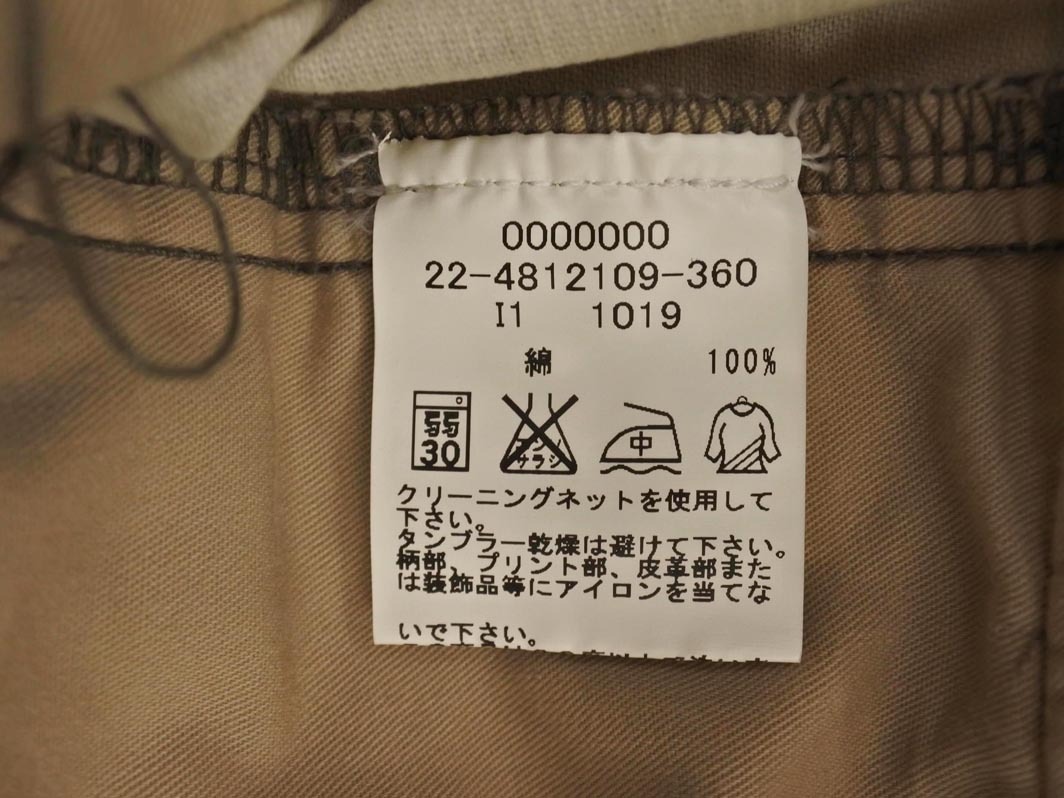 0000000
22-4812109-360
I1 1019
綿 100%
弱
30
エンソ
サラシ
中
クリーニングネットを使用して
下さい。
タンブラー乾燥は避けて下さい。
柄部、プリント部、皮革部また
は装飾品等にアイロンを当てな
いで下さい。